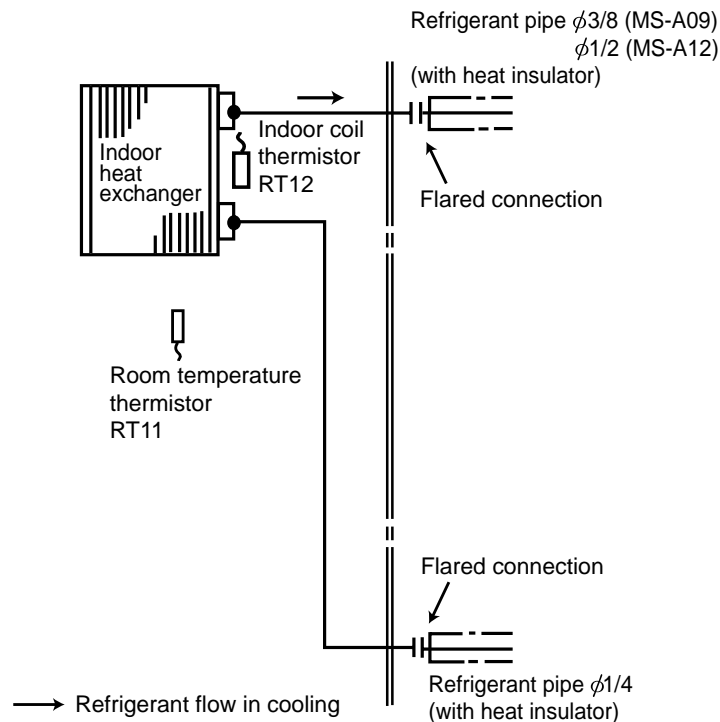 Refrigerant pipe ϕ3/8 (MS-A09)
ϕ1/2 (MS-A12)
(with heat insulator)
Indoor coil
thermistor
RT12
Indoor
heat
exchanger
Flared connection
Room temperature
thermistor
RT11
Flared connection
Refrigerant pipe ϕ1/4
(with heat insulator)
Refrigerant flow in cooling